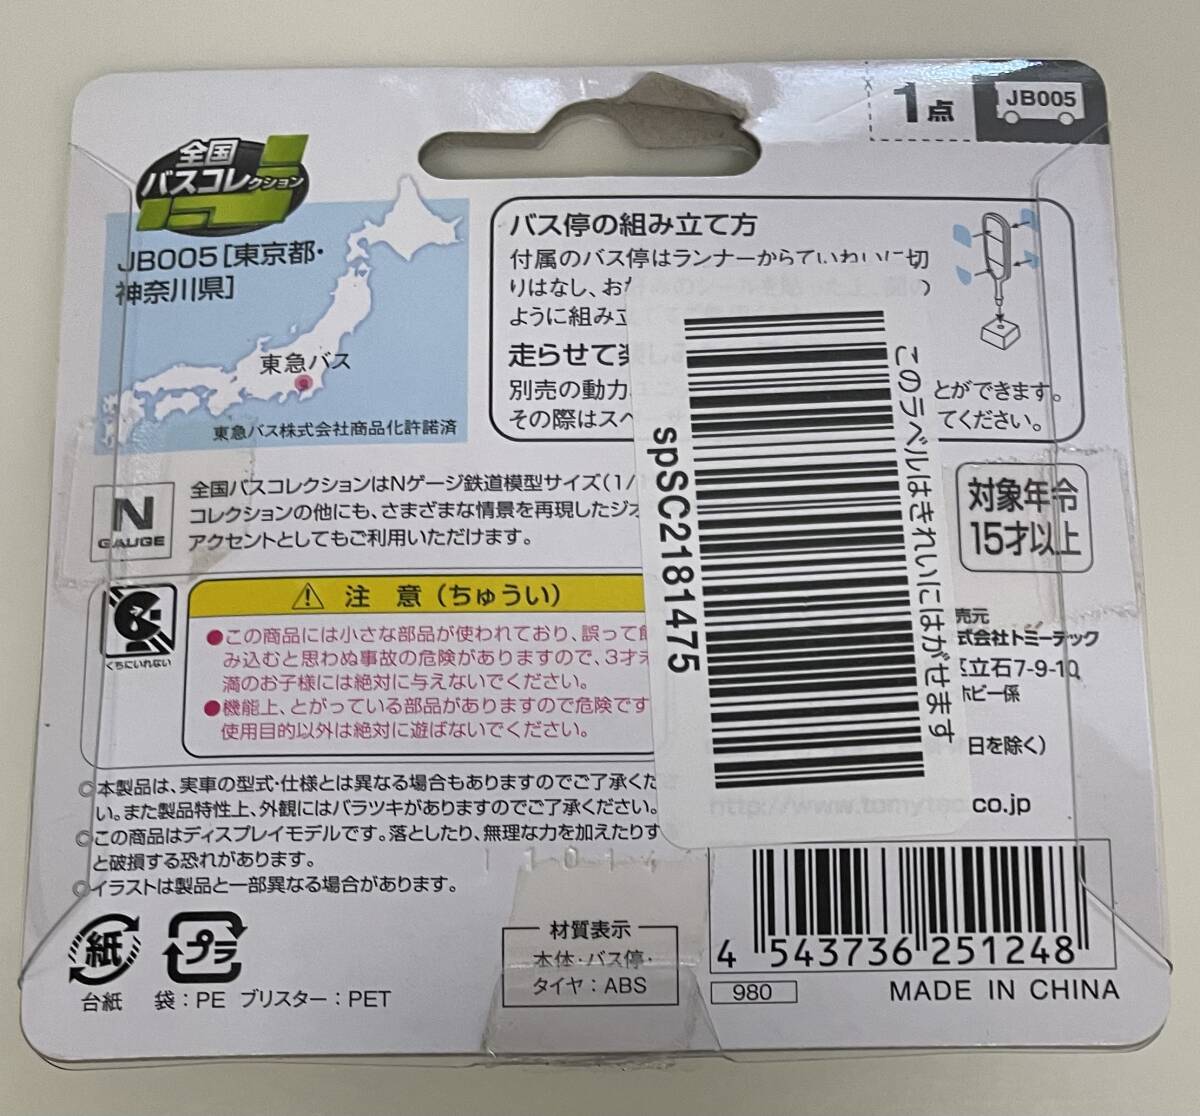 全国
バスコレクション
1点
JB005
JB005[東京都・
神奈川県]
東急バス
東急バス株式会社商品化許諾済
バス停の組み立て方
付属のバス停はランナーからていねいに切
りはなし、お
ように組み立
走らせて楽し
別売の動力ユニ とができます。
その際はスペ てください。
N
GAUGE
全国バスコレクションはNゲージ鉄道模型サイズ(1/
コレクションの他にも、さまざまな情景を再現したジオ
アクセントとしてもご利用いただけます。
対象年令
15才以上
くちにいれない
注 意(ちゅうい)
●この商品には小さな部品が使われており、誤って飲
み込むと思わぬ事故の危険がありますので、3才未
満のお子様には絶対に与えないでください。
●機能上、とがっている部品がありますので危険です
使用目的以外は絶対に遊ばないでください。
spSC2181475
このラベルはきれいにはがせます
売元
式会社トミーテック
区立石7-9-10
ホビー係
日を除く)
http://www.tomytec.co.jp
◎本製品は、実車の型式・仕様とは異なる場合もありますのでご了承くださ
い。また製品特性上、外観にはバラツキがありますのでご了承ください。
◎この商品はディスプレイモデルです。落としたり、無理な力を加えたりす
と破損する恐れがあります。
◎イラストは製品と一部異なる場合があります。
紙
プラ
台紙 袋:PE ブリスター:PET
材質表示
本体・バス停・
タイヤ:ABS
4 543736 251248
980
MADE IN CHINA